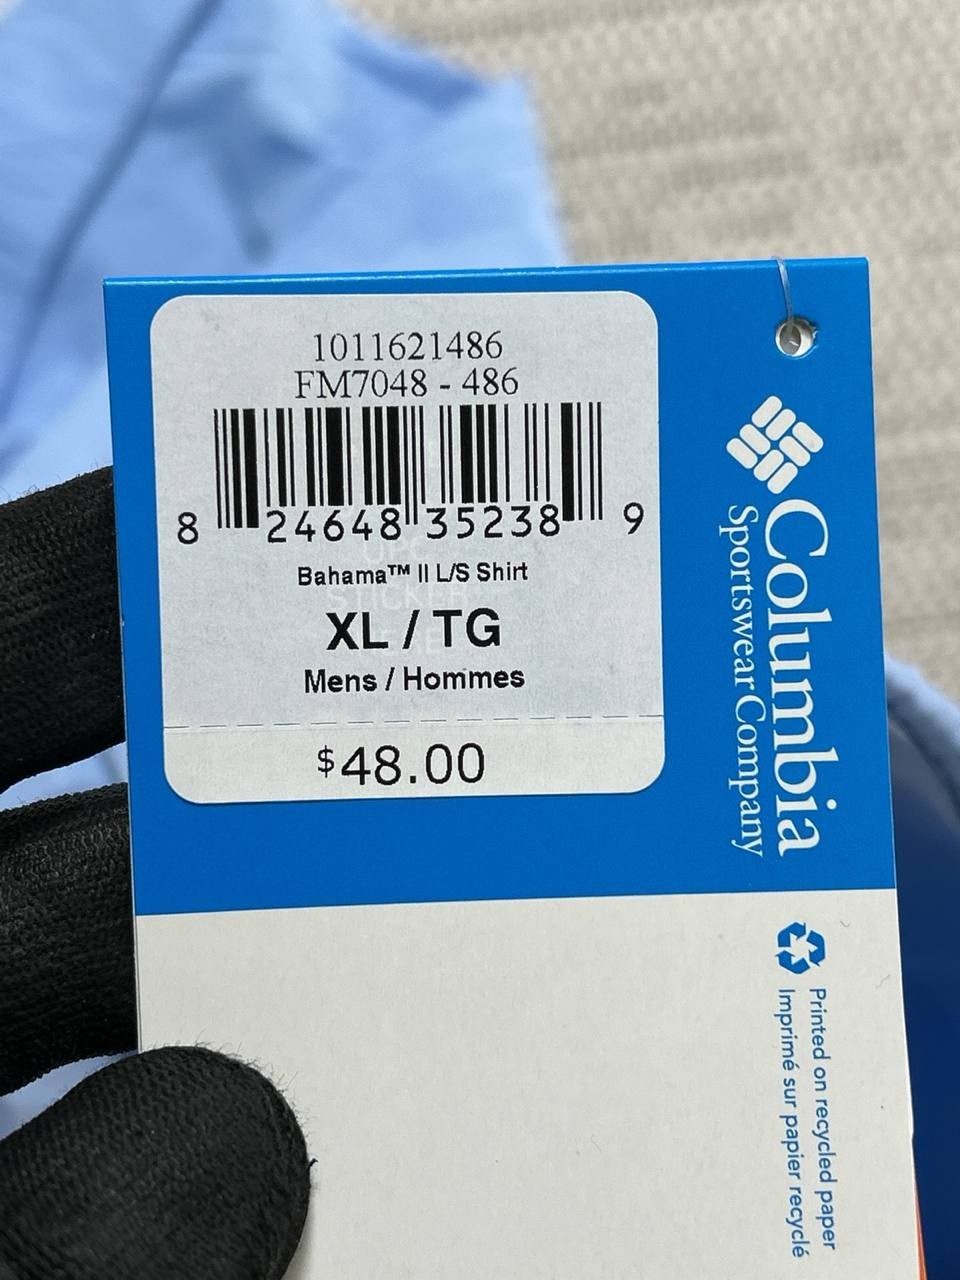 1011621486
FM7048 - 486
8 24648 35238 9
Bahama™ II L/S Shirt
XL / TG
Mens / Hommes
$48.00
Columbia
Sportswear Company
Printed on recycled paper
Imprimé sur papier recyclé